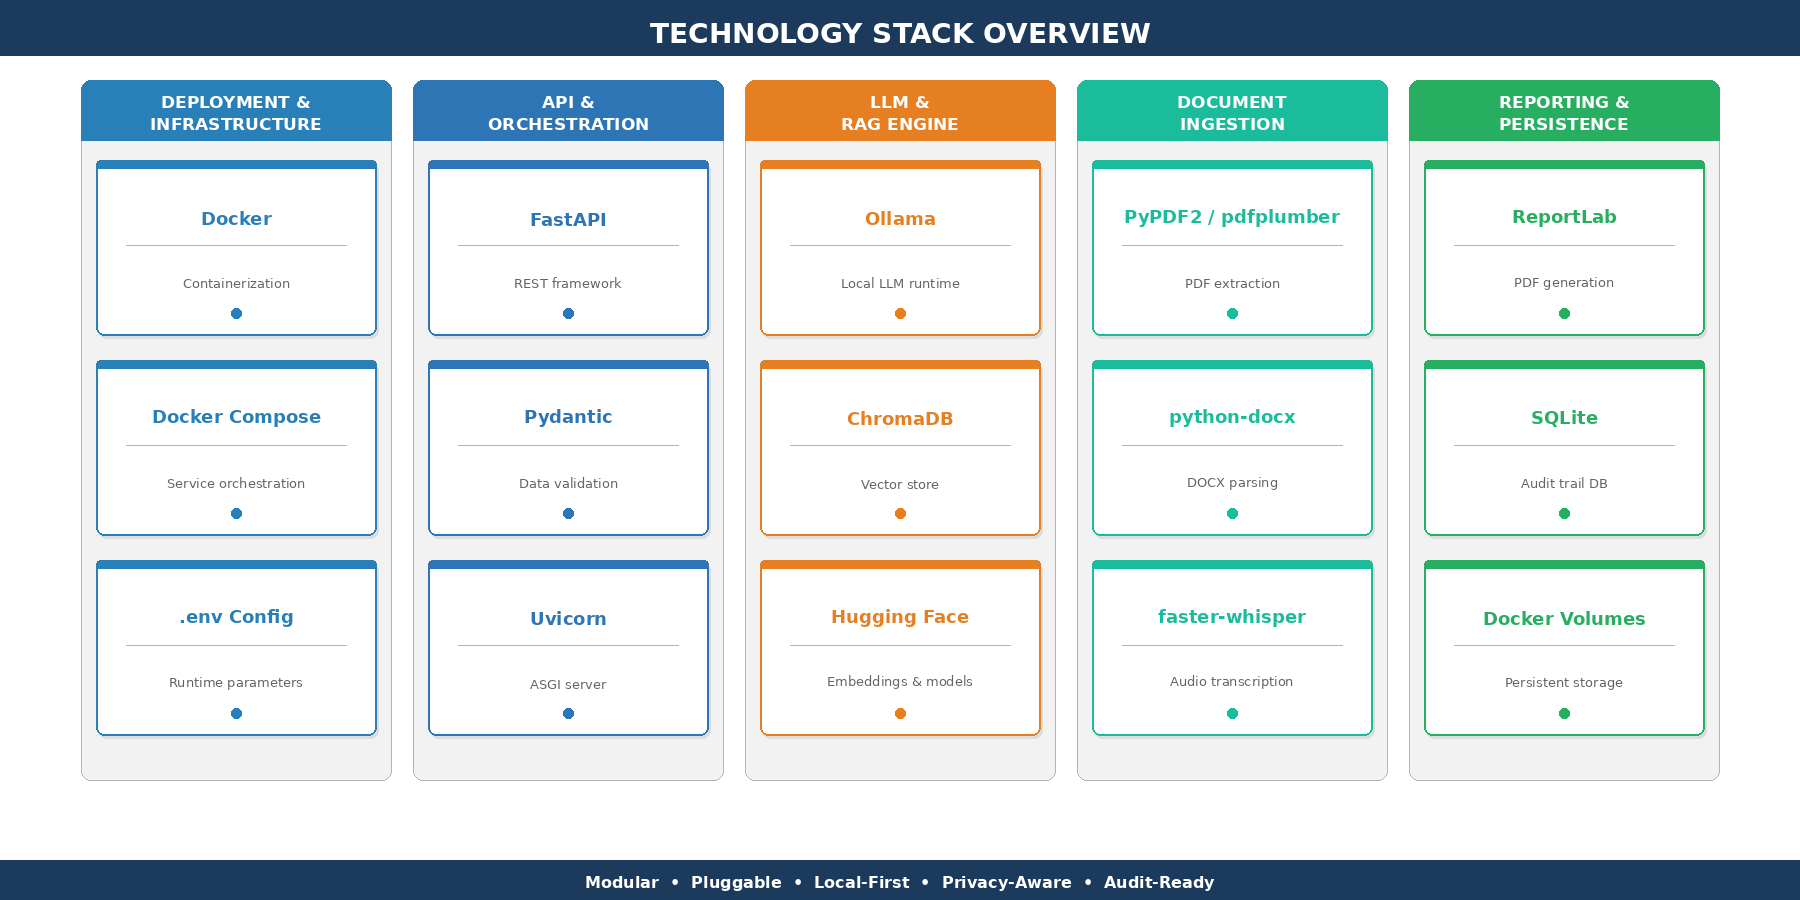 TECHNOLOGY STACK OVERVIEW
DEPLOYMENT &
INFRASTRUCTURE
Docker
Containerization
Docker Compose
Service orchestration
.env Config
Runtime parameters
API &
ORCHESTRATION
FastAPI
REST framework
Pydantic
Data validation
Uvicorn
ASGI server
LLM &
RAG ENGINE
Ollama
Local LLM runtime
ChromaDB
Vector store
Hugging Face
Embeddings & models
DOCUMENT
INGESTION
PyPDF2 / pdfplumber
PDF extraction
python-docx
DOCX parsing
faster-whisper
Audio transcription
REPORTING &
PERSISTENCE
ReportLab
PDF generation
SQLite
Audit trail DB
Docker Volumes
Persistent storage
Modular • Pluggable • Local-First • Privacy-Aware • Audit-Ready